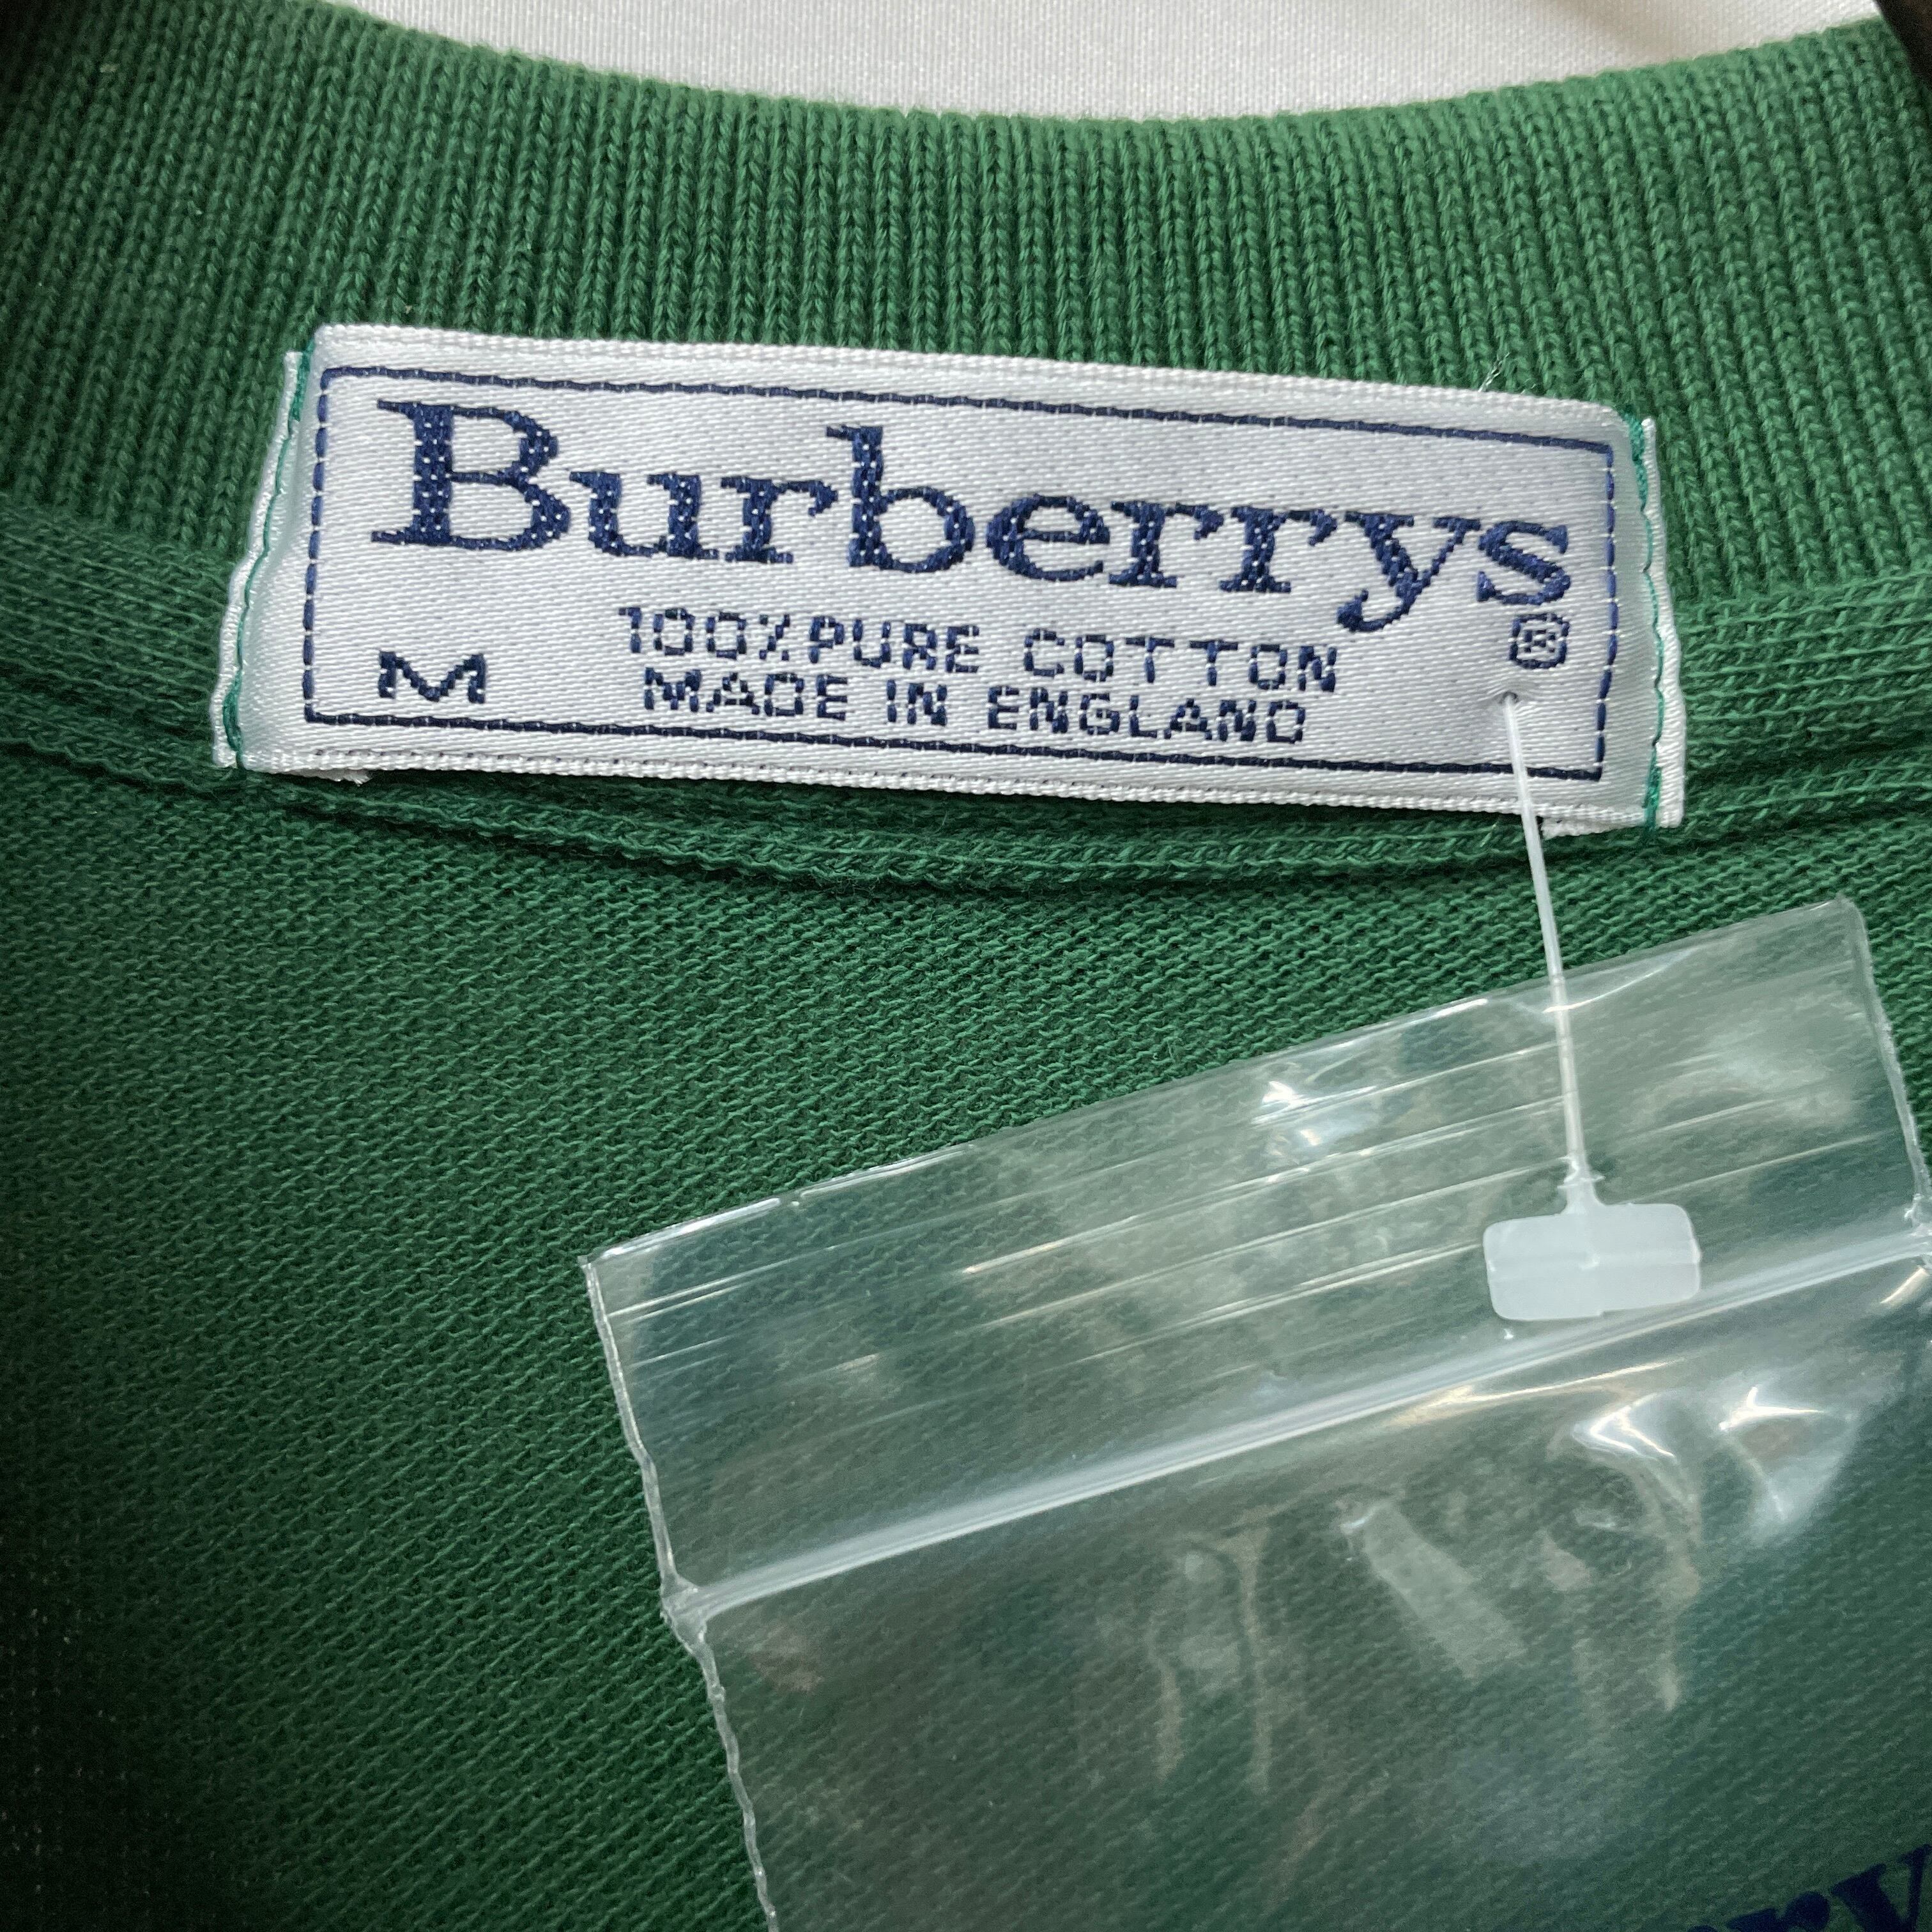 Burberrys
®
M 100% PURE COTTON
MADE IN ENGLAND